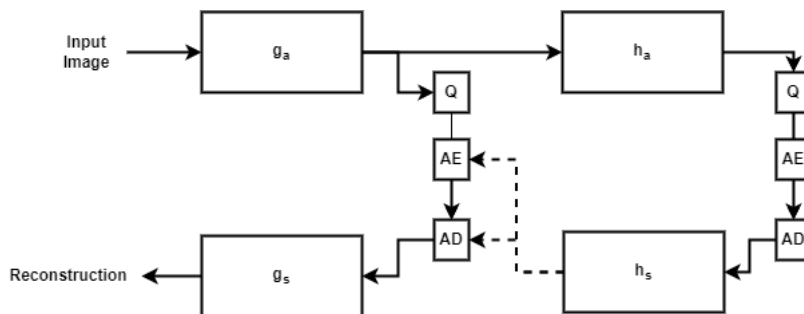 Input
Image
gₐ
hₐ
Q
Q
AE
AE
AD
AD
Reconstruction
gₛ
hₛ